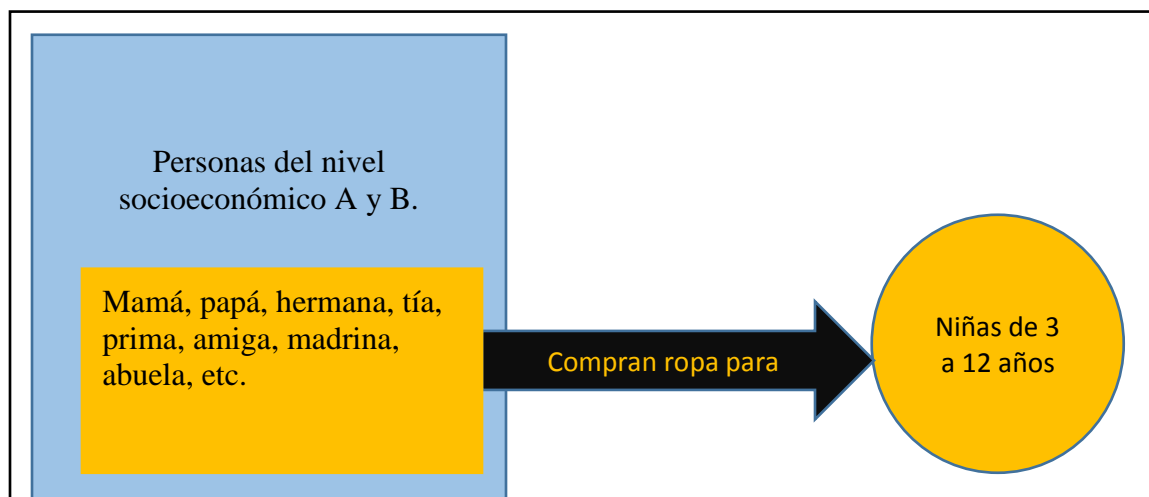 Personas del nivel
socioeconómico A y B.
Mamá, papá, hermana, tía,
prima, amiga, madrina,
abuela, etc.
Compran ropa para
Niñas de 3
a 12 años